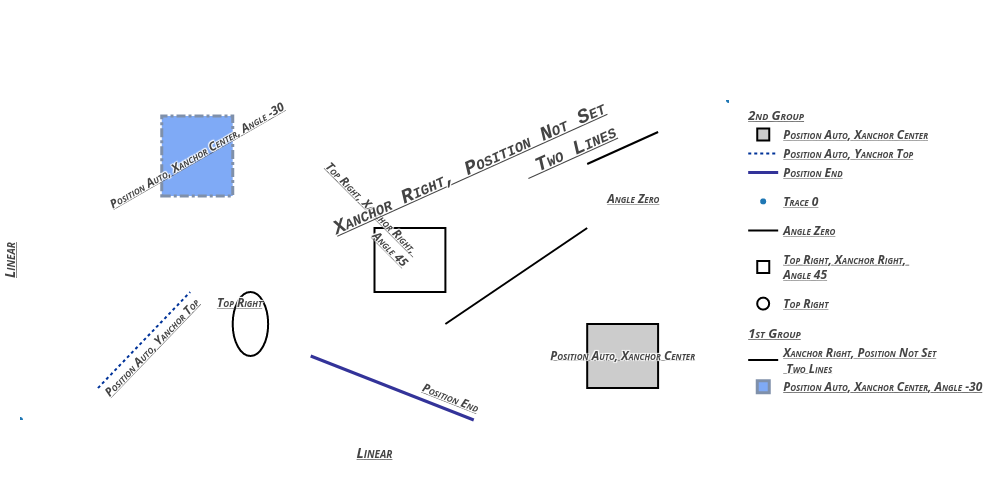 Position Auto, Xanchor Center, Angle -30
Xanchor Right, Position Not Set
Two Lines
Top Right, Xanchor Right,
Angle 45
Angle Zero
Linear
Top Right
Position Auto, Yanchor Top
Position Auto, Xanchor Center
Position End
Linear
2nd Group
Position Auto, Xanchor Center
Position Auto, Yanchor Top
Position End
Trace 0
Angle Zero
Top Right, Xanchor Right,
Angle 45
Top Right
1st Group
Xanchor Right, Position Not Set
Two Lines
Position Auto, Xanchor Center, Angle -30